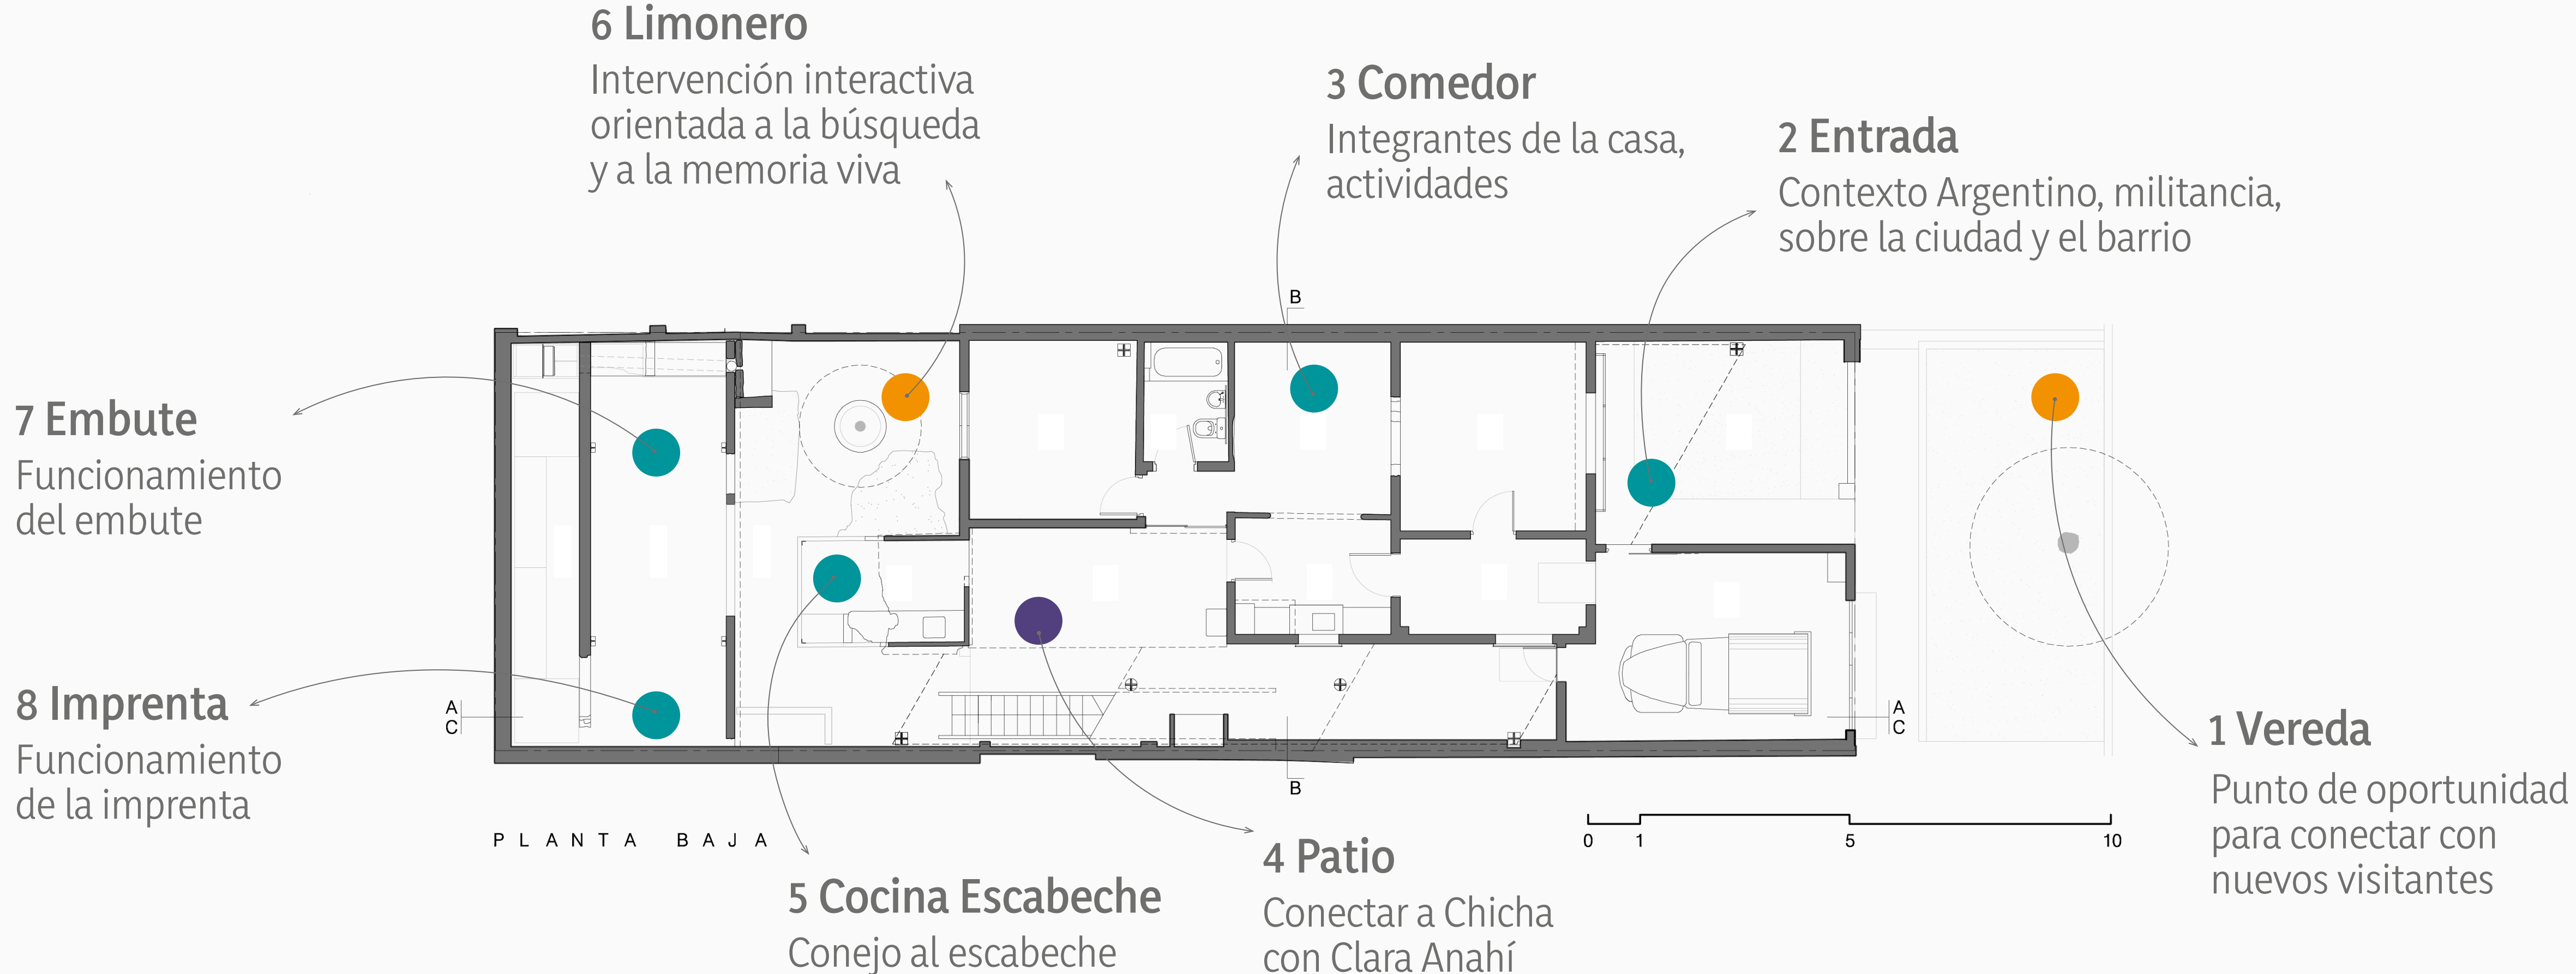 6 Limonero
Intervención interactiva
orientada a la búsqueda
y a la memoria viva
3 Comedor
Integrantes de la casa,
actividades
2 Entrada
Contexto Argentino, militancia,
sobre la ciudad y el barrio
B
7 Embute
Funcionamiento
del embute
8 Imprenta
Funcionamiento
de la imprenta
A
C
A
C
1 Vereda
Punto de oportunidad
para conectar con
nuevos visitantes
B
PLANTA BAJA
0 1 5 10
4 Patio
Conectar a Chicha
con Clara Anahí
5 Cocina Escabeche
Conejo al escabeche